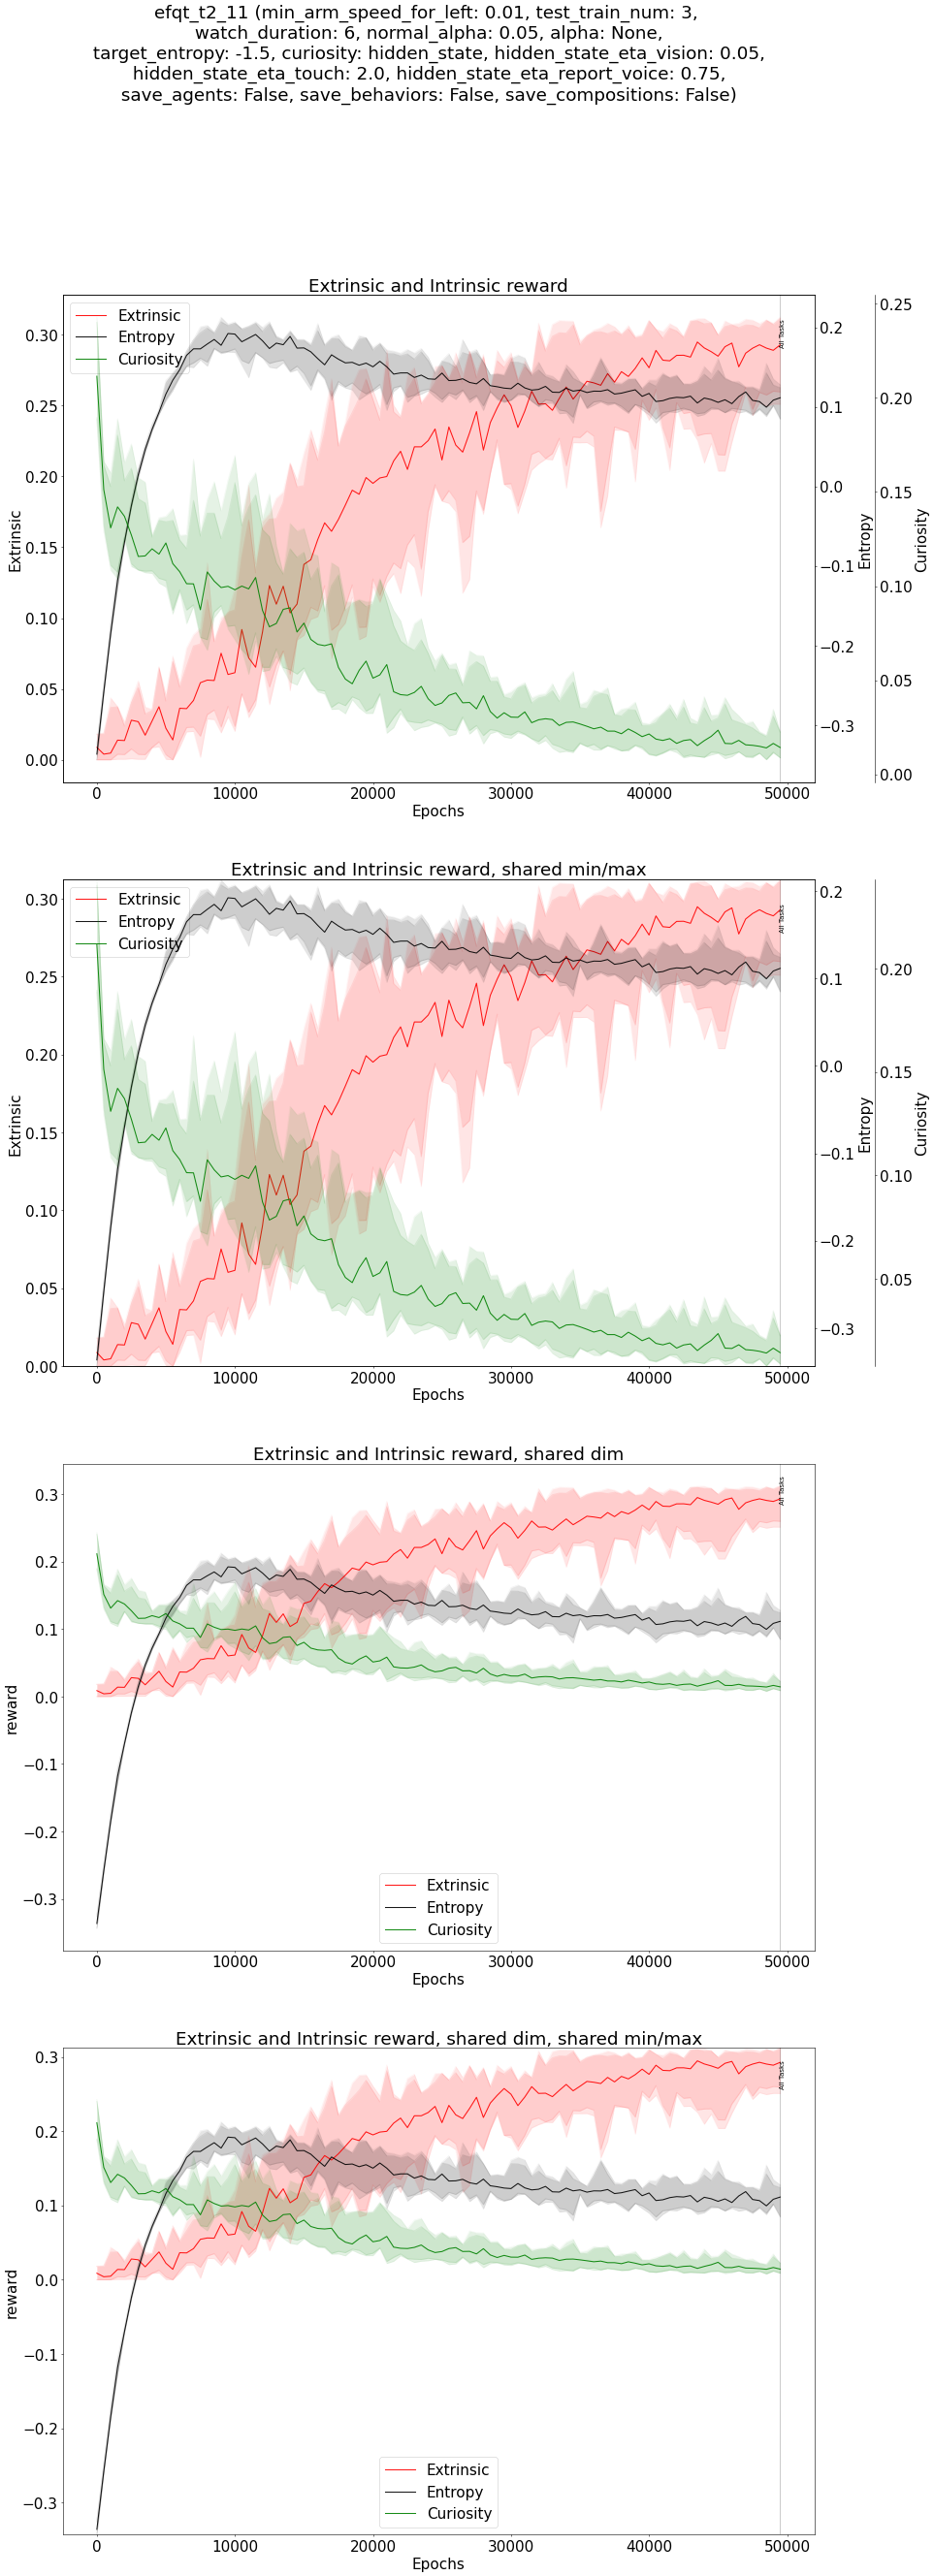 efqt_t2_11 (min_arm_speed_for_left: 0.01, test_train_num: 3,
watch_duration: 6, normal_alpha: 0.05, alpha: None,
target_entropy: -1.5, curiosity: hidden_state, hidden_state_eta_vision: 0.05,
hidden_state_eta_touch: 2.0, hidden_state_eta_report_voice: 0.75,
save_agents: False, save_behaviors: False, save_compositions: False)
Extrinsic and Intrinsic reward
Extrinsic
Entropy
Curiosity
All Tasks
0.30
0.25
0.20
0.15
0.10
0.05
0.00
Extrinsic
0.2
0.1
0.0
−0.1
−0.2
−0.3
Entropy
0.25
0.20
0.15
0.10
0.05
0.00
Curiosity
0 10000 20000 30000 40000 50000
Epochs
Extrinsic and Intrinsic reward, shared min/max
Extrinsic
Entropy
Curiosity
All Tasks
0.30
0.25
0.20
0.15
0.10
0.05
0.00
Extrinsic
0.2
0.1
0.0
−0.1
−0.2
−0.3
Entropy
0.20
0.15
0.10
0.05
Curiosity
0 10000 20000 30000 40000 50000
Epochs
Extrinsic and Intrinsic reward, shared dim
All Tasks
0.3
0.2
0.1
0.0
−0.1
−0.2
−0.3
reward
Extrinsic
Entropy
Curiosity
0 10000 20000 30000 40000 50000
Epochs
Extrinsic and Intrinsic reward, shared dim, shared min/max
All Tasks
0.3
0.2
0.1
0.0
−0.1
−0.2
−0.3
reward
Extrinsic
Entropy
Curiosity
0 10000 20000 30000 40000 50000
Epochs